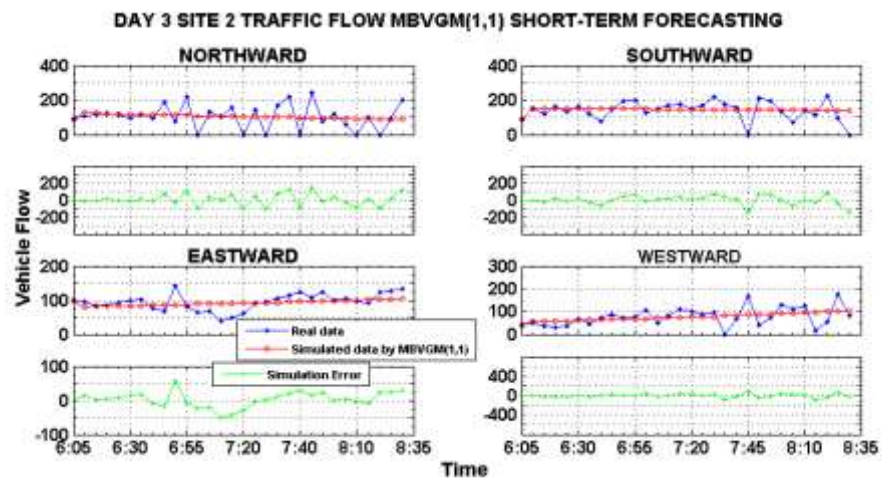 DAY 3 SITE 2 TRAFFIC FLOW MBVGM(1,1) SHORT-TERM FORECASTING
NORTHWARD
SOUTHWARD
400
200
0
400
200
0
200
0
-200
200
0
-200
Vehicle Flow
EASTWARD
WESTWARD
200
100
0
300
200
100
0
Real data
Simulated data by MBVGM(1,1)
Simulation Error
100
0
-100
400
0
-400
6:05 6:30 6:55 7:20 7:40 8:10 8:35
6:05 6:30 6:55 7:20 7:45 8:10 8:35
Time